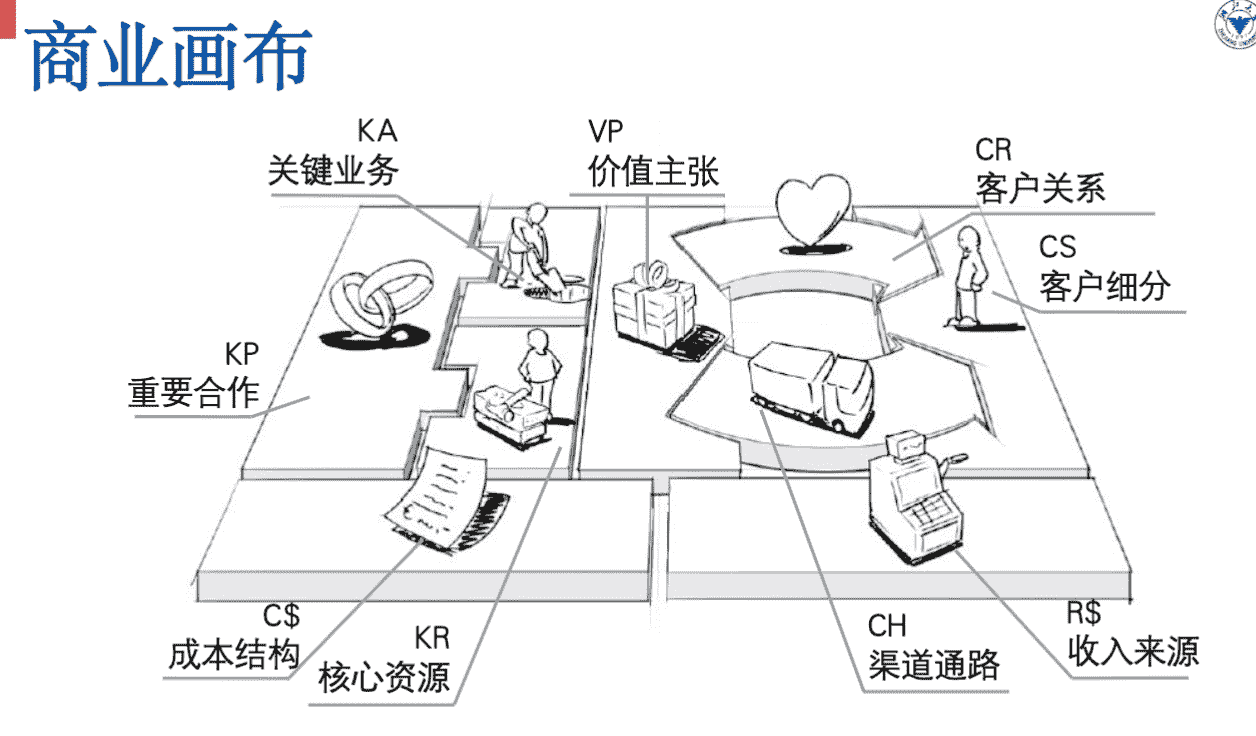 商业画布
KA
关键业务
VP
价值主张
CR
客户关系
CS
客户细分
KP
重要合作
C$
成本结构
KR
核心资源
CH
渠道通路
R$
收入来源